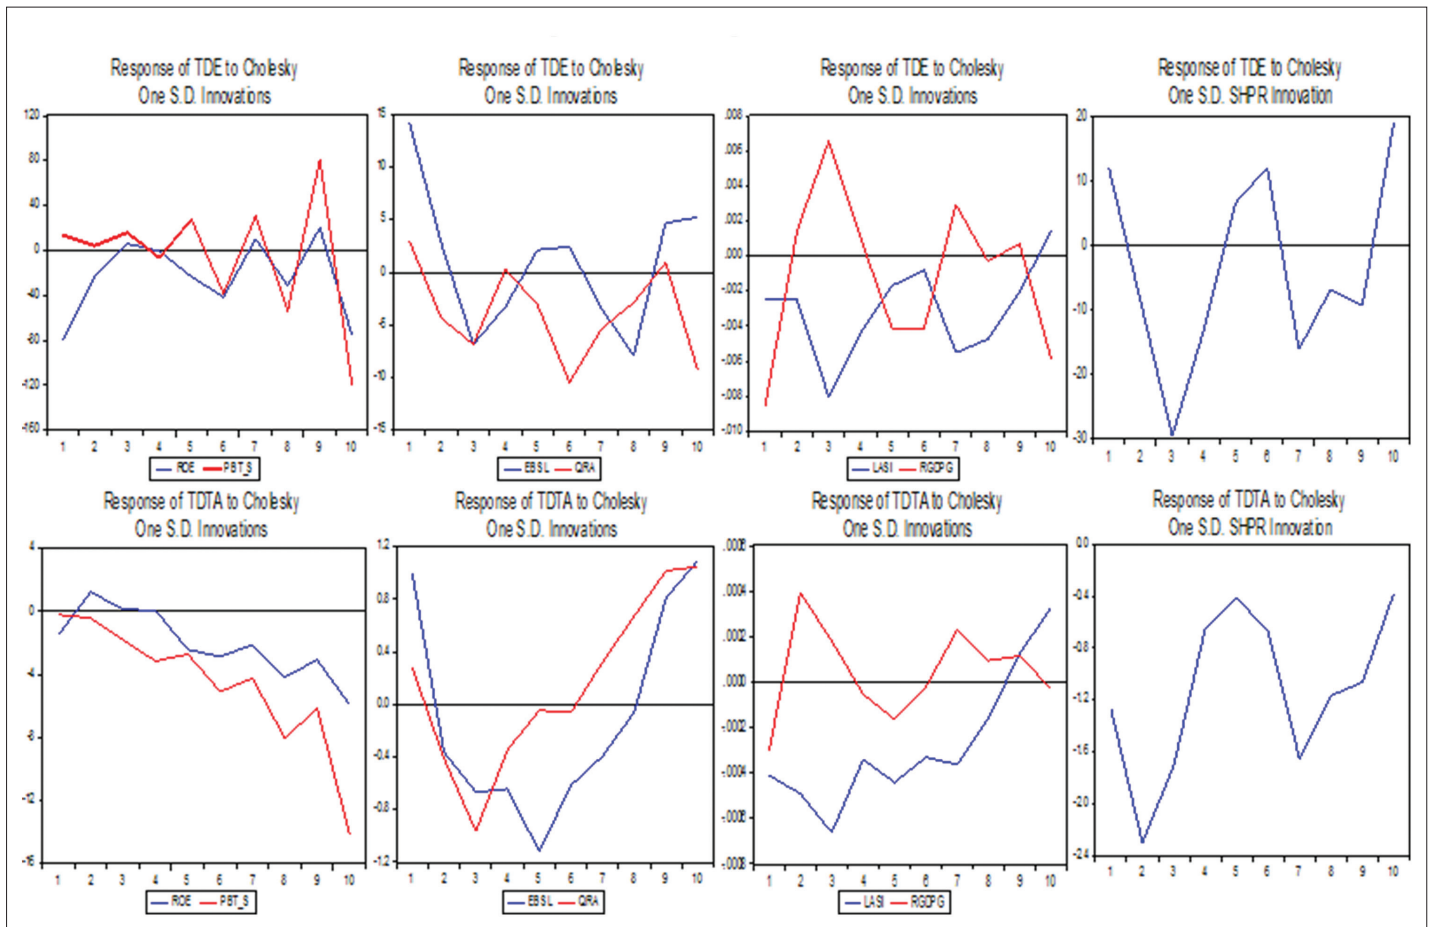 Response of TDE to Cholesky
One S.D. Innovations
120
80
40
0
-40
-80
-120
-160
1 2 3 4 5 6 7 8 9 10
ROE PBT_S
Response of TDE to Cholesky
One S.D. Innovations
15
10
5
0
-5
-10
-15
1 2 3 4 5 6 7 8 9 10
EBSL QRA
Response of TDE to Cholesky
One S.D. Innovations
.008
.006
.004
.002
.000
-.002
-.004
-.006
-.008
-.010
1 2 3 4 5 6 7 8 9 10
LASI RGDPG
Response of TDE to Cholesky
One S.D. SHPR Innovation
20
10
0
-10
-20
-30
1 2 3 4 5 6 7 8 9 10
Response of TDTA to Cholesky
One S.D. Innovations
4
0
-4
-8
-12
-16
1 2 3 4 5 6 7 8 9 10
ROE PBT_S
Response of TDTA to Cholesky
One S.D. Innovations
1.2
0.8
0.4
0.0
-0.4
-0.8
-1.2
1 2 3 4 5 6 7 8 9 10
EBSL QRA
Response of TDTA to Cholesky
One S.D. Innovations
.0006
.0004
.0002
.0000
-.0002
-.0004
-.0006
-.0008
1 2 3 4 5 6 7 8 9 10
LASI RGDPG
Response of TDTA to Cholesky
One S.D. SHPR Innovation
0.0
-0.4
-0.8
-1.2
-1.6
-2.0
-2.4
1 2 3 4 5 6 7 8 9 10